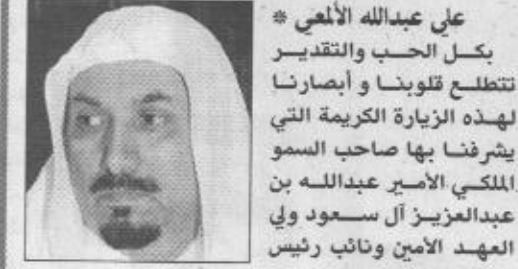 علي عبدالله الألمعي *
بكل الحب والتقدير
تتطلع قلوبنا و أبصارنا
لهذه الزيارة الكريمة التي
يشرفنا بها صاحب السمو
الملكي الأمير عبدالله بن
عبدالعزيز آل سعود ولي
العهد الأمين ونائب رئيس